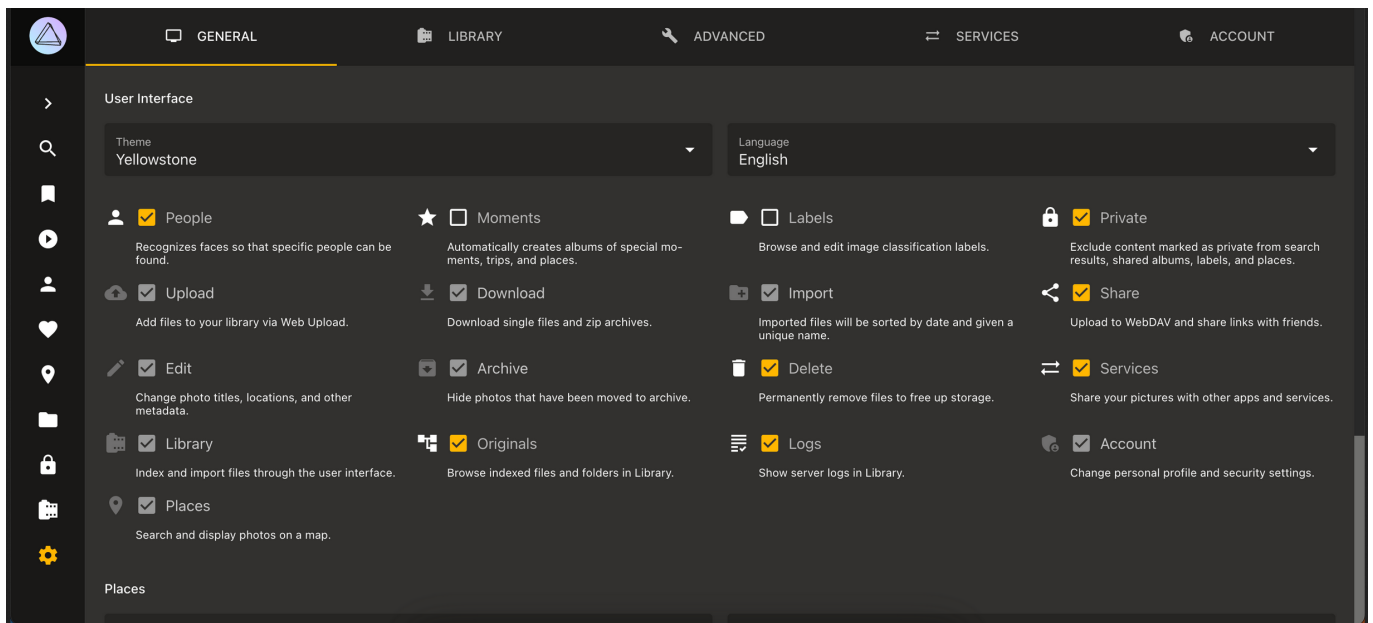 GENERAL
LIBRARY
ADVANCED
SERVICES
ACCOUNT
User Interface
Theme
Yellowstone
Language
English
People
Recognizes faces so that specific people can be
found.
Moments
Automatically creates albums of special mo-
ments, trips, and places.
Labels
Browse and edit image classification labels.
Private
Exclude content marked as private from search
results, shared albums, labels, and places.
Upload
Add files to your library via Web Upload.
Download
Download single files and zip archives.
Import
Imported files will be sorted by date and given a
unique name.
Share
Upload to WebDAV and share links with friends.
Edit
Change photo titles, locations, and other
metadata.
Archive
Hide photos that have been moved to archive.
Delete
Permanently remove files to free up storage.
Services
Share your pictures with other apps and services.
Library
Index and import files through the user interface.
Originals
Browse indexed files and folders in Library.
Logs
Show server logs in Library.
Account
Change personal profile and security settings.
Places
Search and display photos on a map.
Places